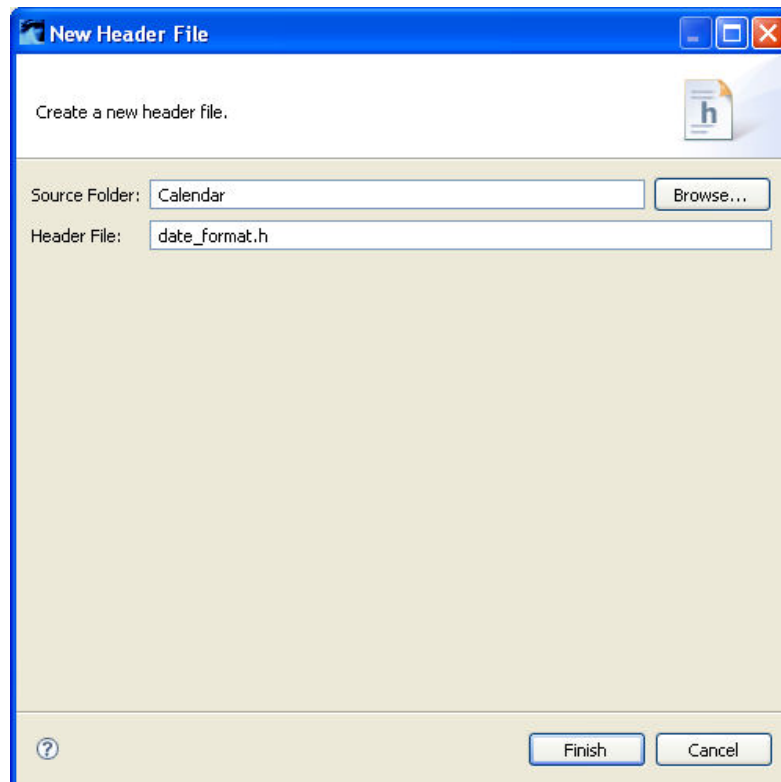 New Header File
Create a new header file.
h
Source Folder: Calendar Browse...
Header File: date_format.h
? Finish Cancel